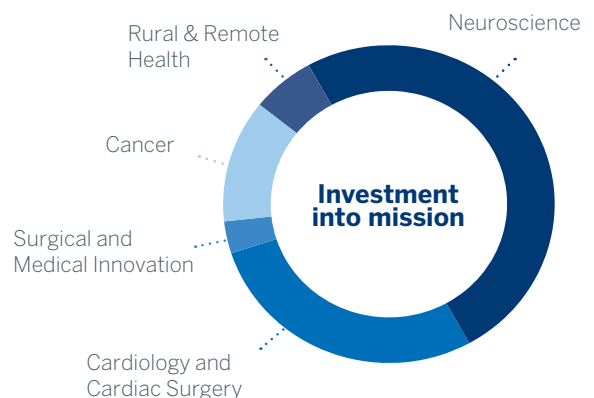 Neuroscience
Rural & Remote
Health
Cancer
Investment
into mission
Surgical and
Medical Innovation
Cardiology and
Cardiac Surgery